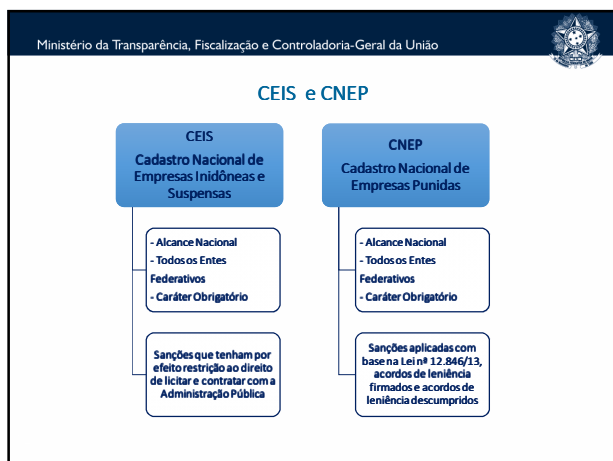 Ministério da Transparência, Fiscalização e Controladoria-Geral da União
CEIS e CNEP
CEIS
Cadastro Nacional de
Empresas Inidôneas e
Suspensas
- Alcance Nacional
- Todos os Entes
Federativos
- Caráter Obrigatório
Sanções que tenham por
efeito restrição ao direito
de licitar e contratar com a
Administração Pública
CNEP
Cadastro Nacional de
Empresas Punidas
- Alcance Nacional
- Todos os Entes
Federativos
- Caráter Obrigatório
Sanções aplicadas com
base na Lei nº 12.846/13,
acordos de leniência
firmados e acordos de
leniência descumpridos